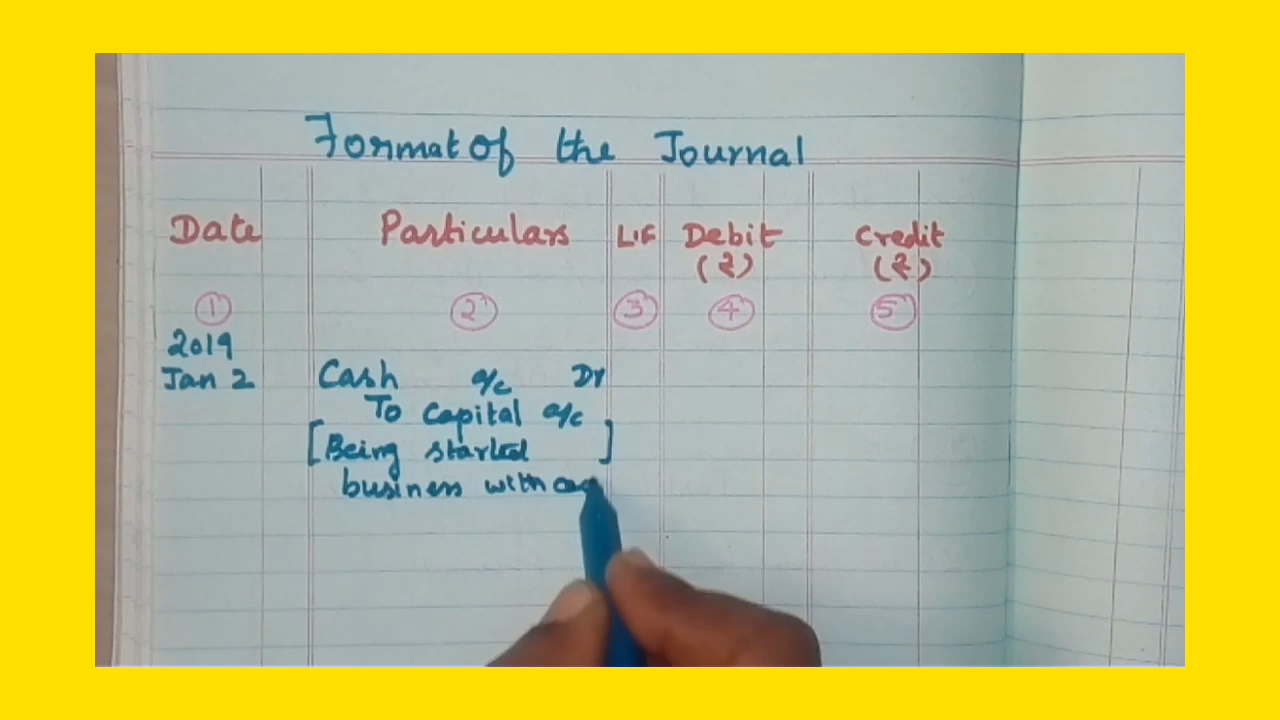 Format of the Journal
Date Particulars L.F Debit Credit
(₹) (₹)
1 2 3 4 5
2019
Jan 2 Cash a/c Dr
To Capital a/c
[Being started ]
business with